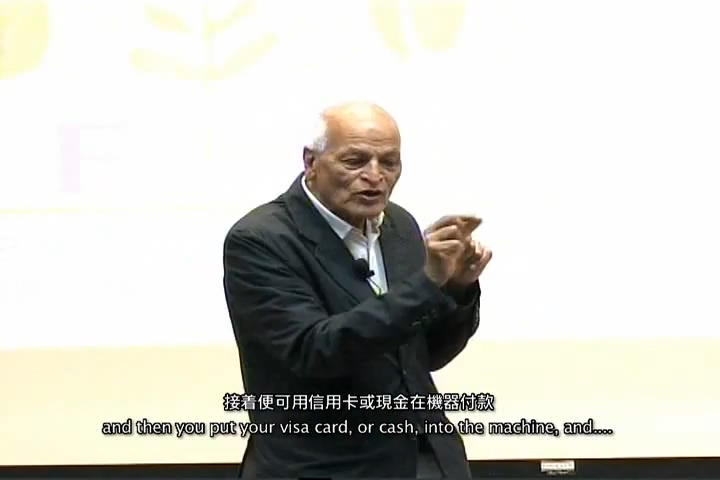 接着便可用信用卡或現金在機器付款
and then you put your visa card, or cash, into the machine, and....